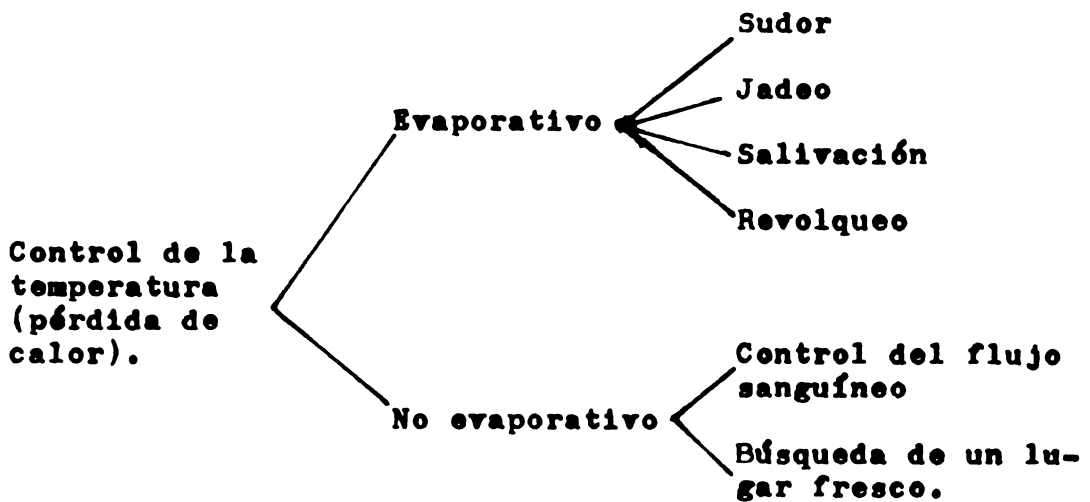 Sudor
Jadeo
Evaporativo
Salivación
Revolqueo
Control de la
temperatura
(pérdida de
calor).
Control del flujo
sanguíneo
No evaporativo
Búsqueda de un lu-
gar fresco.